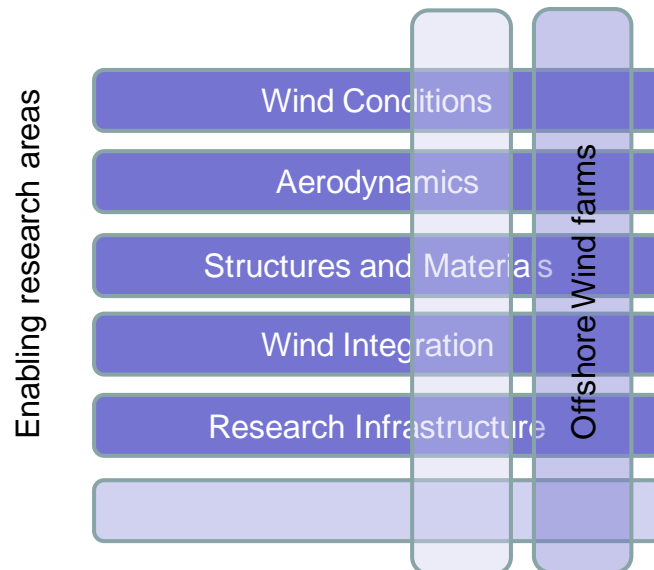 Enabling research areas
Wind Conditions
Aerodynamics
Structures and Materials
Wind Integration
Research Infrastructure
Offshore Wind farms